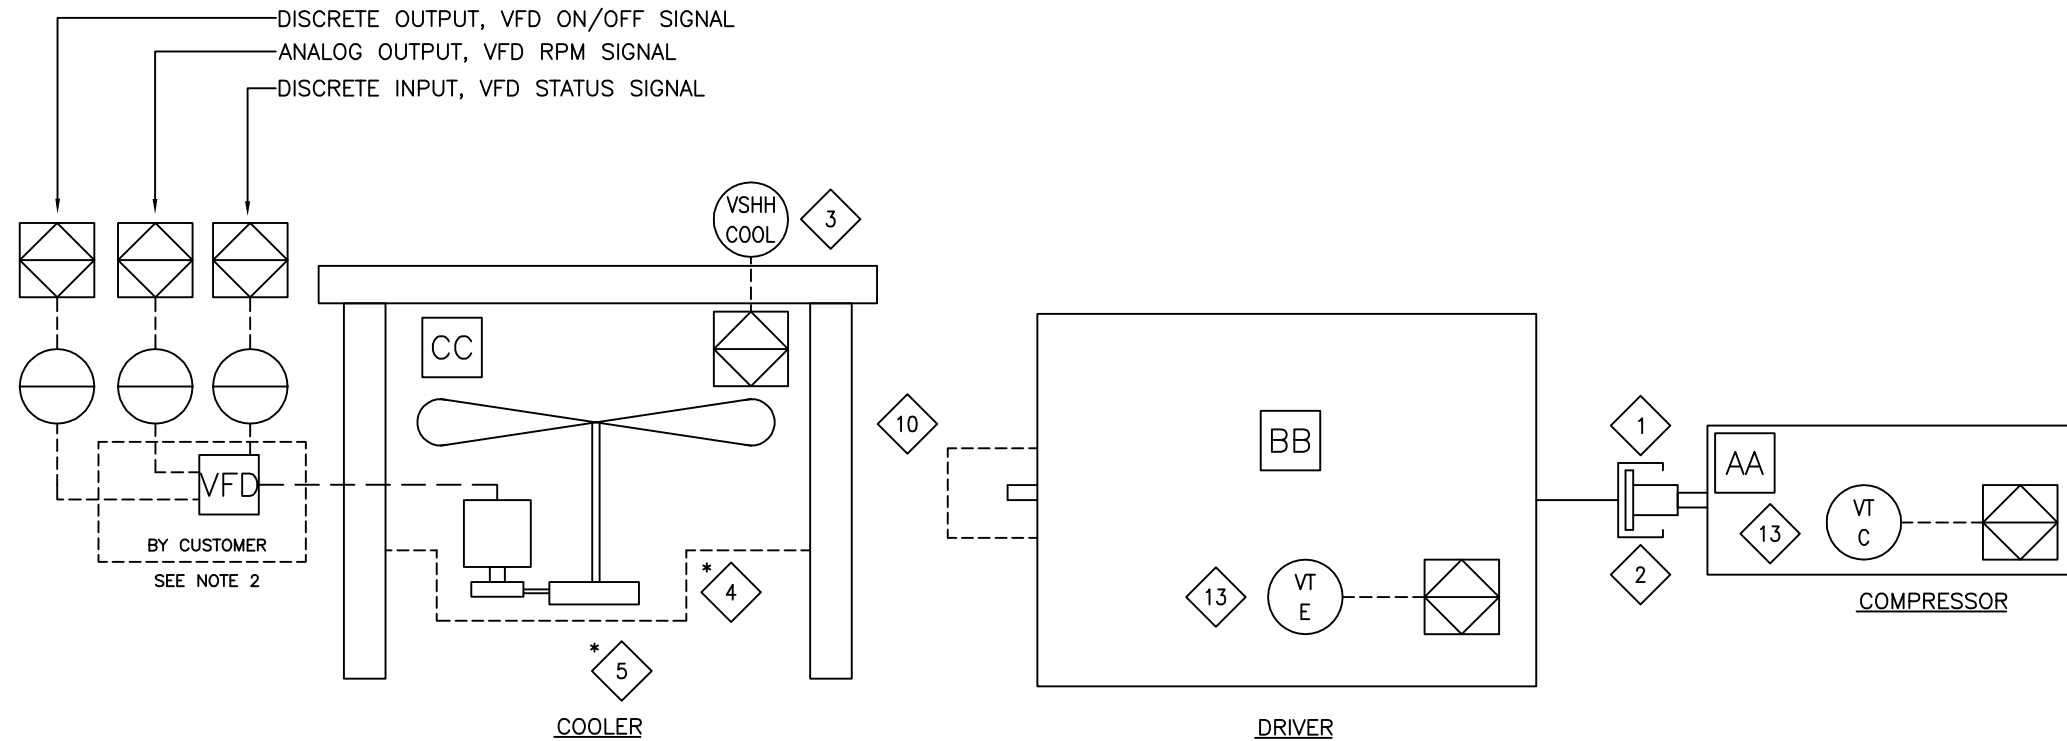 DISCRETE OUTPUT, VFD ON/OFF SIGNAL
ANALOG OUTPUT, VFD RPM SIGNAL
DISCRETE INPUT, VFD STATUS SIGNAL
VSHH
COOL
3
CC
10
BB
1
AA
VFD
VT
C
13
BY CUSTOMER
SEE NOTE 2
*
4
13
VT
E
2
COMPRESSOR
*
5
COOLER
DRIVER